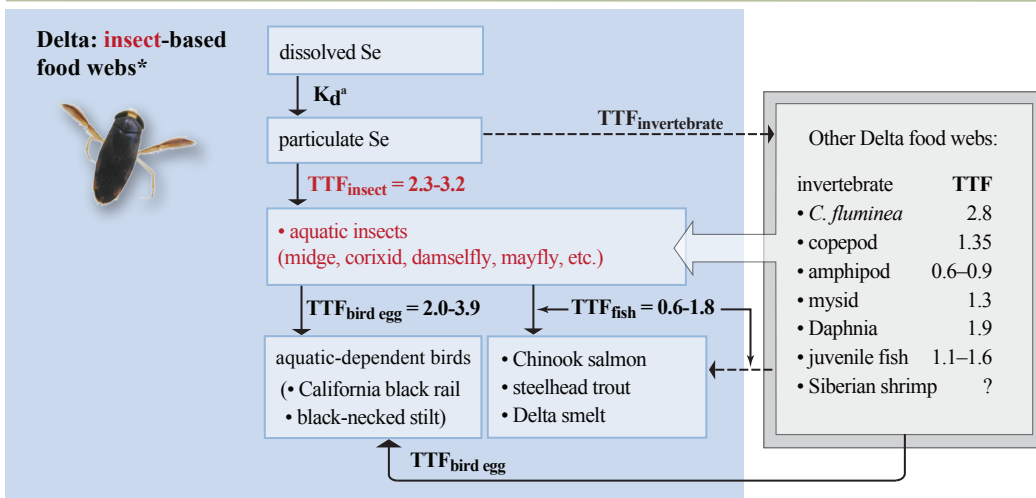 Delta: insect-based
food webs*
dissolved Se
Kdᵃ
particulate Se
TTFinvertebrate
TTFinsect = 2.3-3.2
• aquatic insects
(midge, corixid, damselfly, mayfly, etc.)
TTFbird egg = 2.0-3.9
TTFfish = 0.6-1.8
aquatic-dependent birds
(• California black rail
• black-necked stilt)
• Chinook salmon
• steelhead trout
• Delta smelt
TTFbird egg
Other Delta food webs:
invertebrate TTF
• C. fluminea 2.8
• copepod 1.35
• amphipod 0.6–0.9
• mysid 1.3
• Daphnia 1.9
• juvenile fish 1.1–1.6
• Siberian shrimp ?